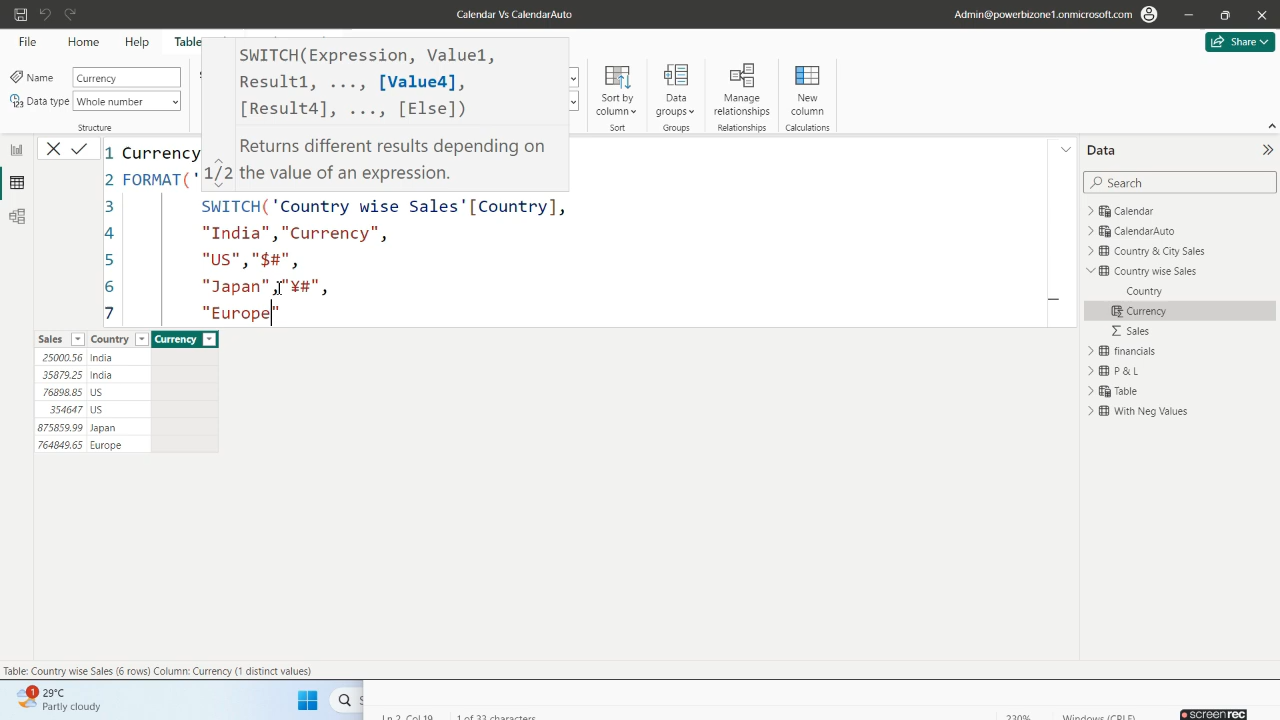 Calendar Vs CalendarAuto
Admin@powerbizone1.onmicrosoft.com
File
Home
Help
Share
Name
Currency
Data type
Whole number
Structure
SWITCH(Expression, Value1,
Result1, ..., [Value4],
[Result4], ..., [Else])
Returns different results depending on
1/2 the value of an expression.
Sort by
column
Sort
Data
groups
Groups
Manage
relationships
Relationships
New
column
Calculations
1 Currency
2 FORMAT('
3 SWITCH('Country wise Sales'[Country],
4 "India","Currency",
5 "US","$#",
6 "Japan","¥#",
7 "Europe"
Sales Country Currency
25000.56 India
35879.25 India
76898.85 US
354647 US
875859.99 Japan
764849.65 Europe
Data
Search
Calendar
CalendarAuto
Country & City Sales
Country wise Sales
Country
Currency
Sales
financials
P & L
Table
With Neg Values
Table: Country wise Sales (6 rows) Column: Currency (1 distinct values)
1
29°C
Partly cloudy
Ln 2, Col 19
1 of 33 characters
230%
Windows (CRLF)
screenrec